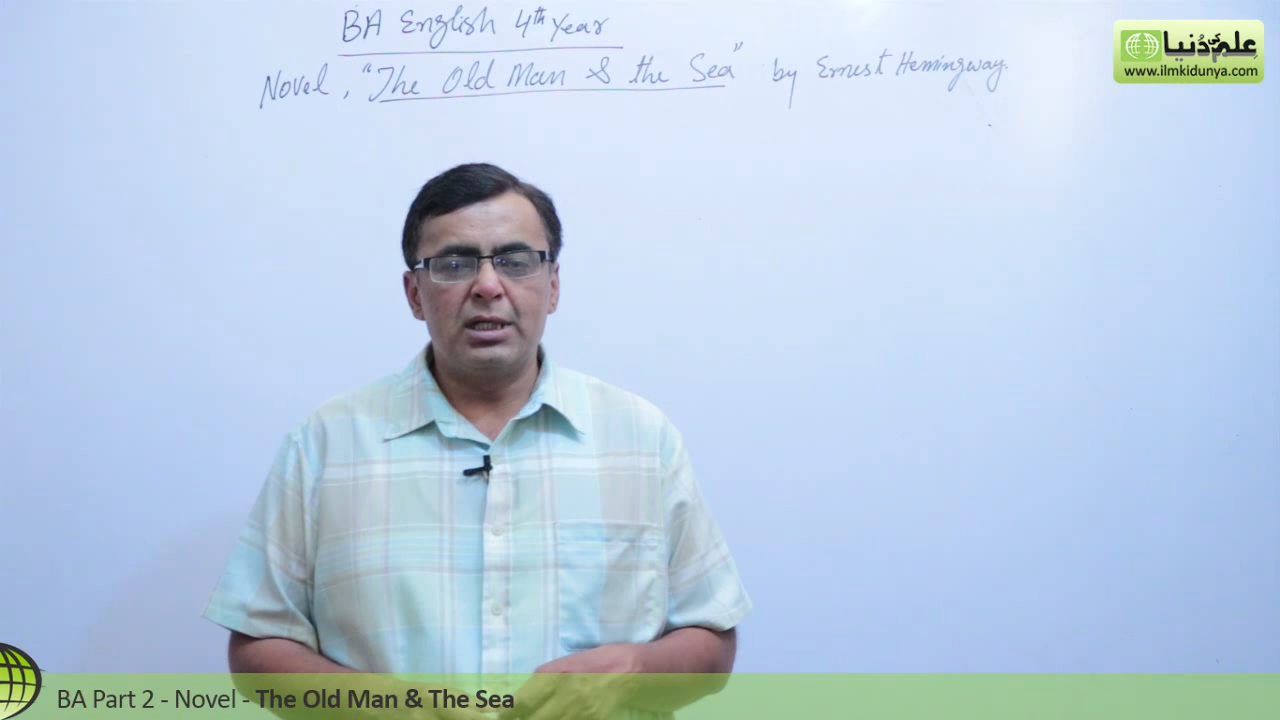 BA English 4th Year
Novel, "The Old Man & the Sea" by Ernest Hemingway.
علم کی دُنیا
www.ilmkidunya.com
BA Part 2 - Novel - The Old Man & The Sea